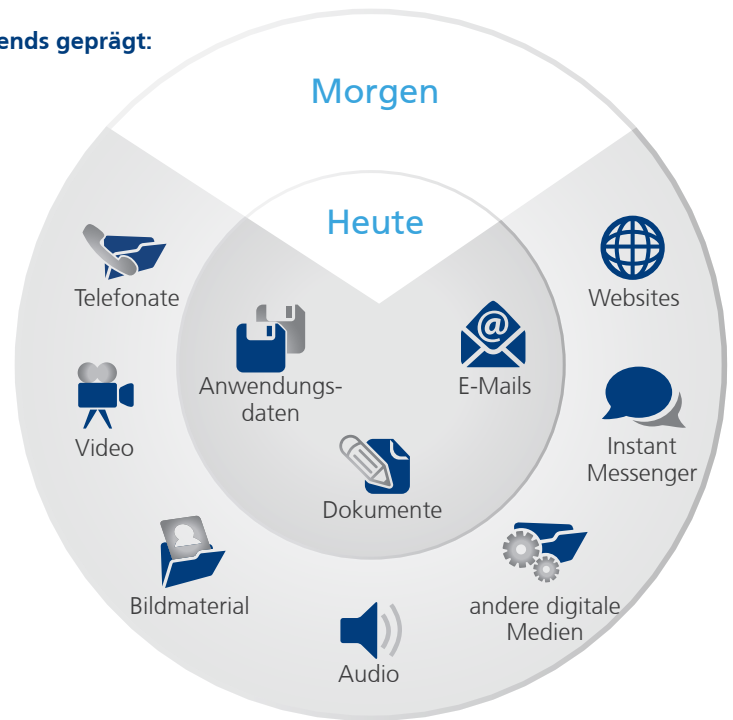 ends geprägt:
Morgen
Heute
Telefonate
Websites
Anwendungs-
daten
E-Mails
Video
Instant
Messenger
Dokumente
Bildmaterial
andere digitale
Medien
Audio
@